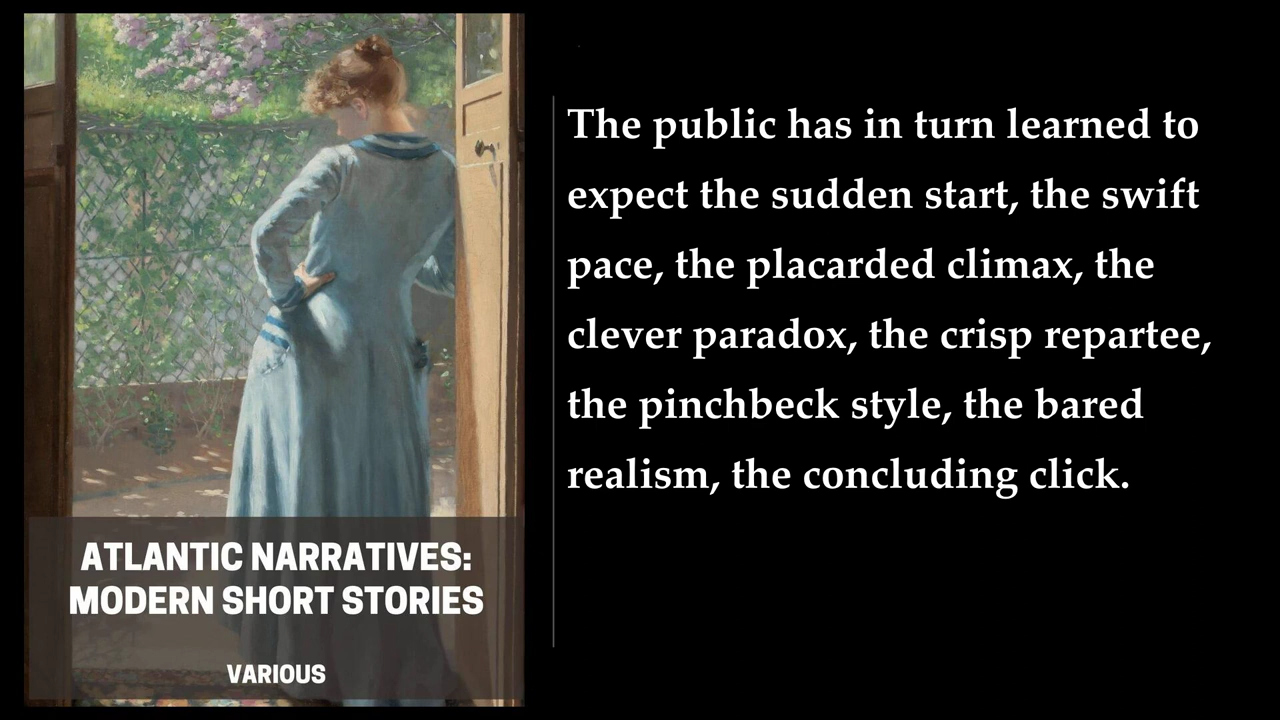 ATLANTIC NARRATIVES:
MODERN SHORT STORIES
VARIOUS
The public has in turn learned to
expect the sudden start, the swift
pace, the placarded climax, the
clever paradox, the crisp repartee,
the pinchbeck style, the bared
realism, the concluding click.